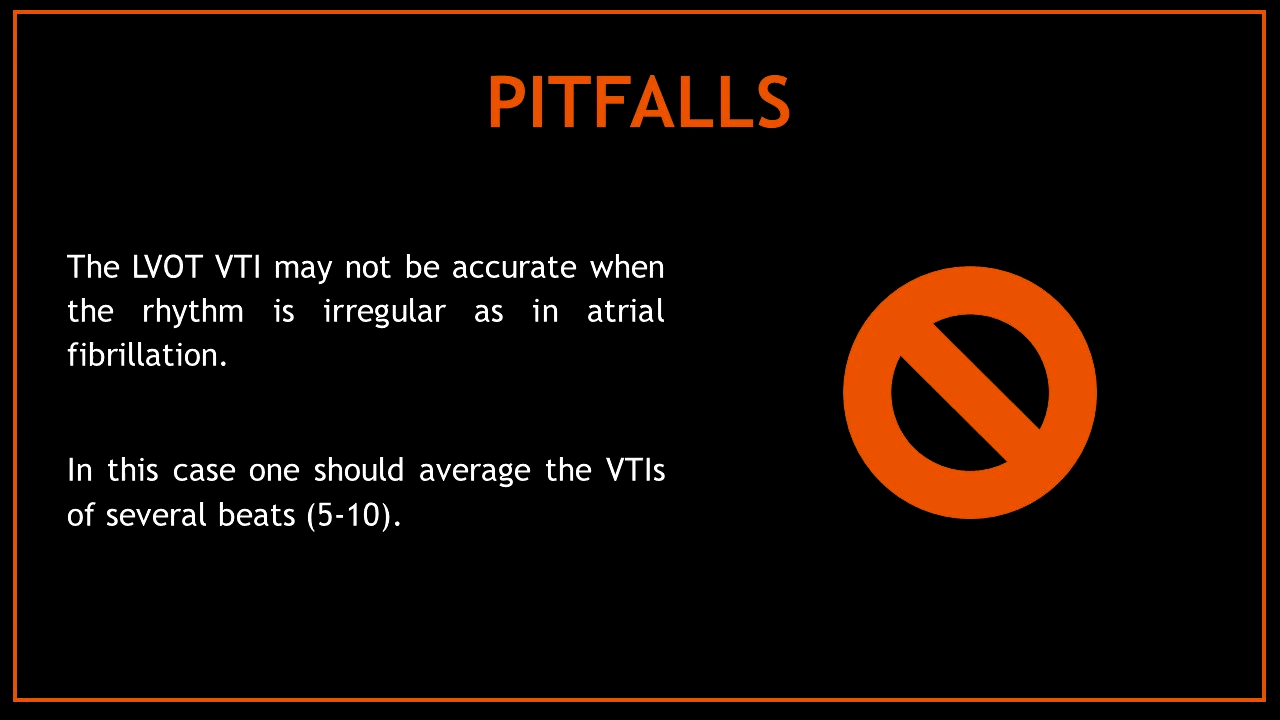 PITFALLS
The LVOT VTI may not be accurate when
the rhythm is irregular as in atrial
fibrillation.
In this case one should average the VTIs
of several beats (5-10).